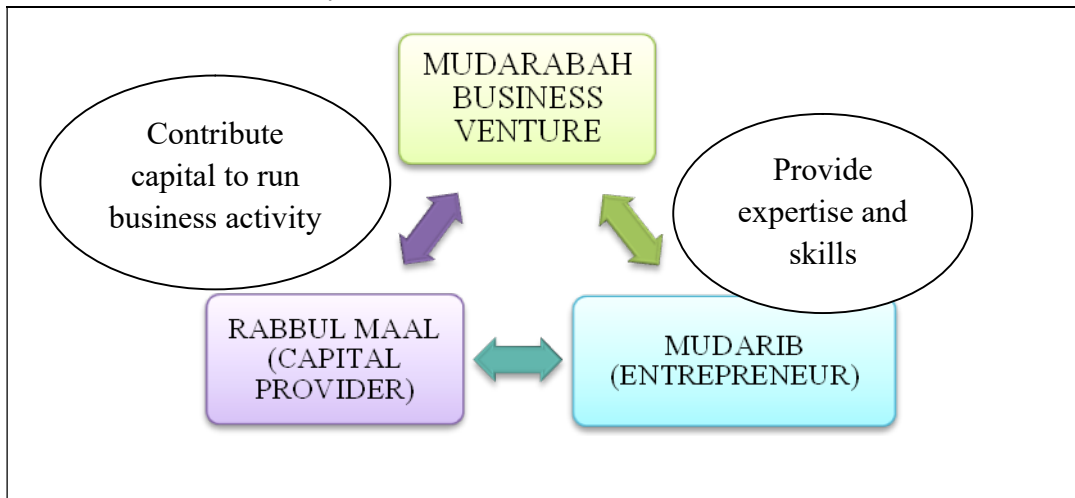 MUDARABAH
BUSINESS
VENTURE
Contribute
capital to run
business activity
Provide
expertise and
skills
RABBUL MAAL
(CAPITAL
PROVIDER)
MUDARIB
(ENTREPRENEUR)